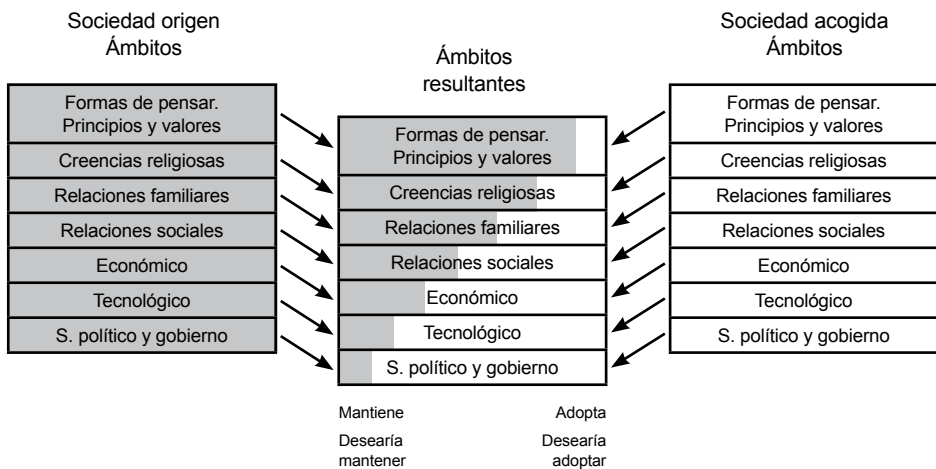 Sociedad origen
Ámbitos
Formas de pensar.
Principios y valores
Creencias religiosas
Relaciones familiares
Relaciones sociales
Económico
Tecnológico
S. político y gobierno
Ámbitos
resultantes
Formas de pensar.
Principios y valores
Creencias religiosas
Relaciones familiares
Relaciones sociales
Económico
Tecnológico
S. político y gobierno
Mantiene
Adopta
Desearía
mantener
Desearía
adoptar
Sociedad acogida
Ámbitos
Formas de pensar.
Principios y valores
Creencias religiosas
Relaciones familiares
Relaciones sociales
Económico
Tecnológico
S. político y gobierno